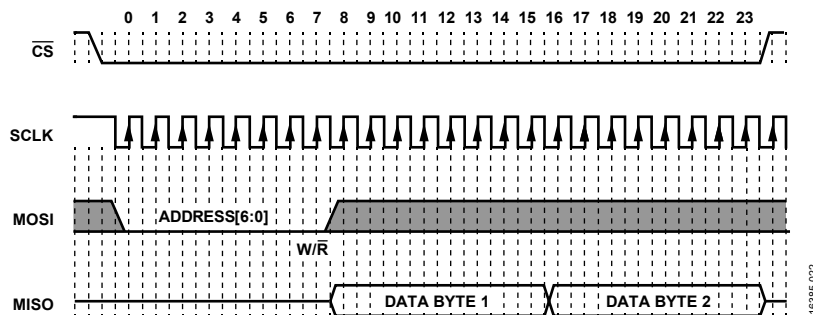 0 1 2 3 4 5 6 7 8 9 10 11 12 13 14 15 16 17 18 19 20 21 22 23
CS
SCLK
MOSI
ADDRESS[6:0]
W/R
MISO
DATA BYTE 1
DATA BYTE 2
16385-022